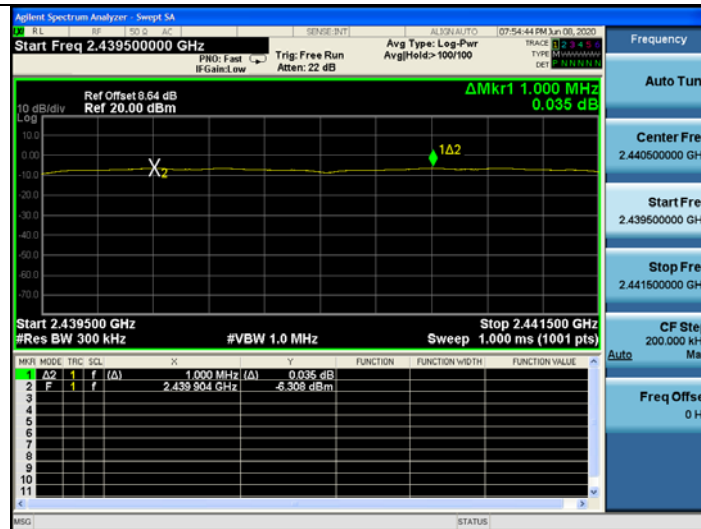 Agilent Spectrum Analyzer - Swept SA
RL RF 50 Ω AC SENSE:INT ALIGN AUTO 07:54:44 PM Jun 08, 2020
Start Freq 2.439500000 GHz
PNO: Fast
IFGain:Low
Trig: Free Run
Atten: 22 dB
Avg Type: Log-Pwr
Avg|Hold:> 100/100
TRACE 1 2 3 4 5 6
TYPE M WWWWW
DET P N N N N N
ΔMkr1 1.000 MHz
0.035 dB
Ref Offset 8.64 dB
10 dB/div Ref 20.00 dBm
Log
10.0
0.00
-10.0
-20.0
-30.0
-40.0
-50.0
-60.0
-70.0
1Δ2
X2
Start 2.439500 GHz Stop 2.441500 GHz
#Res BW 300 kHz #VBW 1.0 MHz Sweep 1.000 ms (1001 pts)
MKR MODE TRC SCL X Y FUNCTION FUNCTION WIDTH FUNCTION VALUE
1 Δ2 1 f (Δ) 1.000 MHz (Δ) 0.035 dB
2 F 1 f 2.439 904 GHz -6.308 dBm
3
4
5
6
7
8
9
10
11
MSG STATUS
Frequency
Auto Tun
Center Fre
2.440500000 GH
Start Fre
2.439500000 GH
Stop Fre
2.441500000 GH
CF Ste
200.000 kH
Auto Ma
Freq Offse
0 H